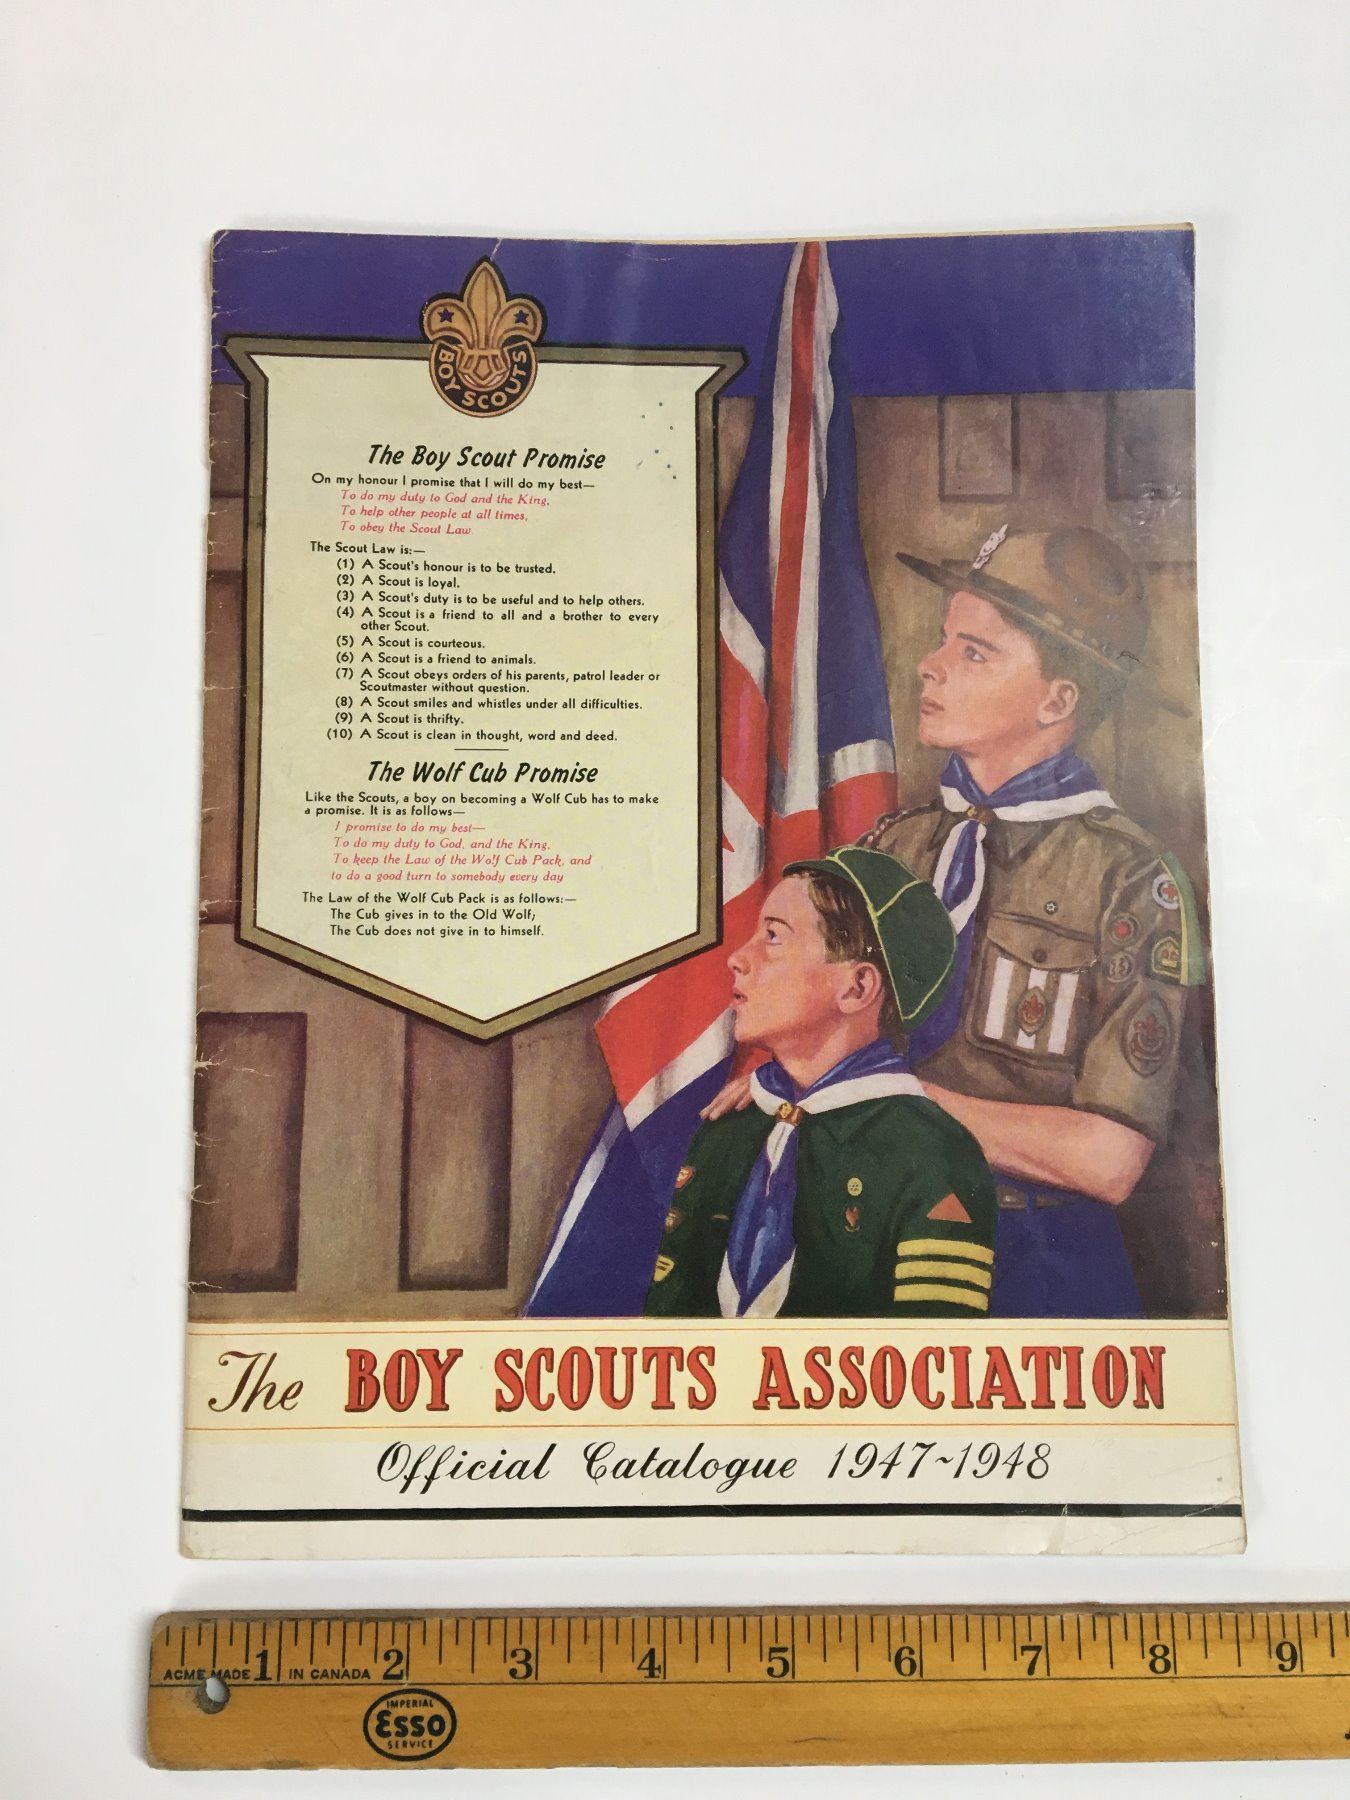 BOY SCOUTS
The Boy Scout Promise
On my honour I promise that I will do my best—
To do my duty to God and the King,
To help other people at all times,
To obey the Scout Law
The Scout Law is:—
(1) A Scout's honour is to be trusted.
(2) A Scout is loyal.
(3) A Scout's duty is to be useful and to help others.
(4) A Scout is a friend to all and a brother to every
other Scout.
(5) A Scout is courteous.
(6) A Scout is a friend to animals.
(7) A Scout obeys orders of his parents, patrol leader or
Scoutmaster without question.
(8) A Scout smiles and whistles under all difficulties.
(9) A Scout is thrifty.
(10) A Scout is clean in thought, word and deed.
The Wolf Cub Promise
Like the Scouts, a boy on becoming a Wolf Cub has to make
a promise. It is as follows—
I promise to do my best—
To do my duty to God, and the King,
To keep the Law of the Wolf Cub Pack, and
to do a good turn to somebody every day
The Law of the Wolf Cub Pack is as follows:—
The Cub gives in to the Old Wolf;
The Cub does not give in to himself.
The BOY SCOUTS ASSOCIATION
Official Catalogue 1947~1948
1 2 3 4 5 6 7 8 9
ACME MADE IN CANADA
IMPERIAL
Esso
SERVICE